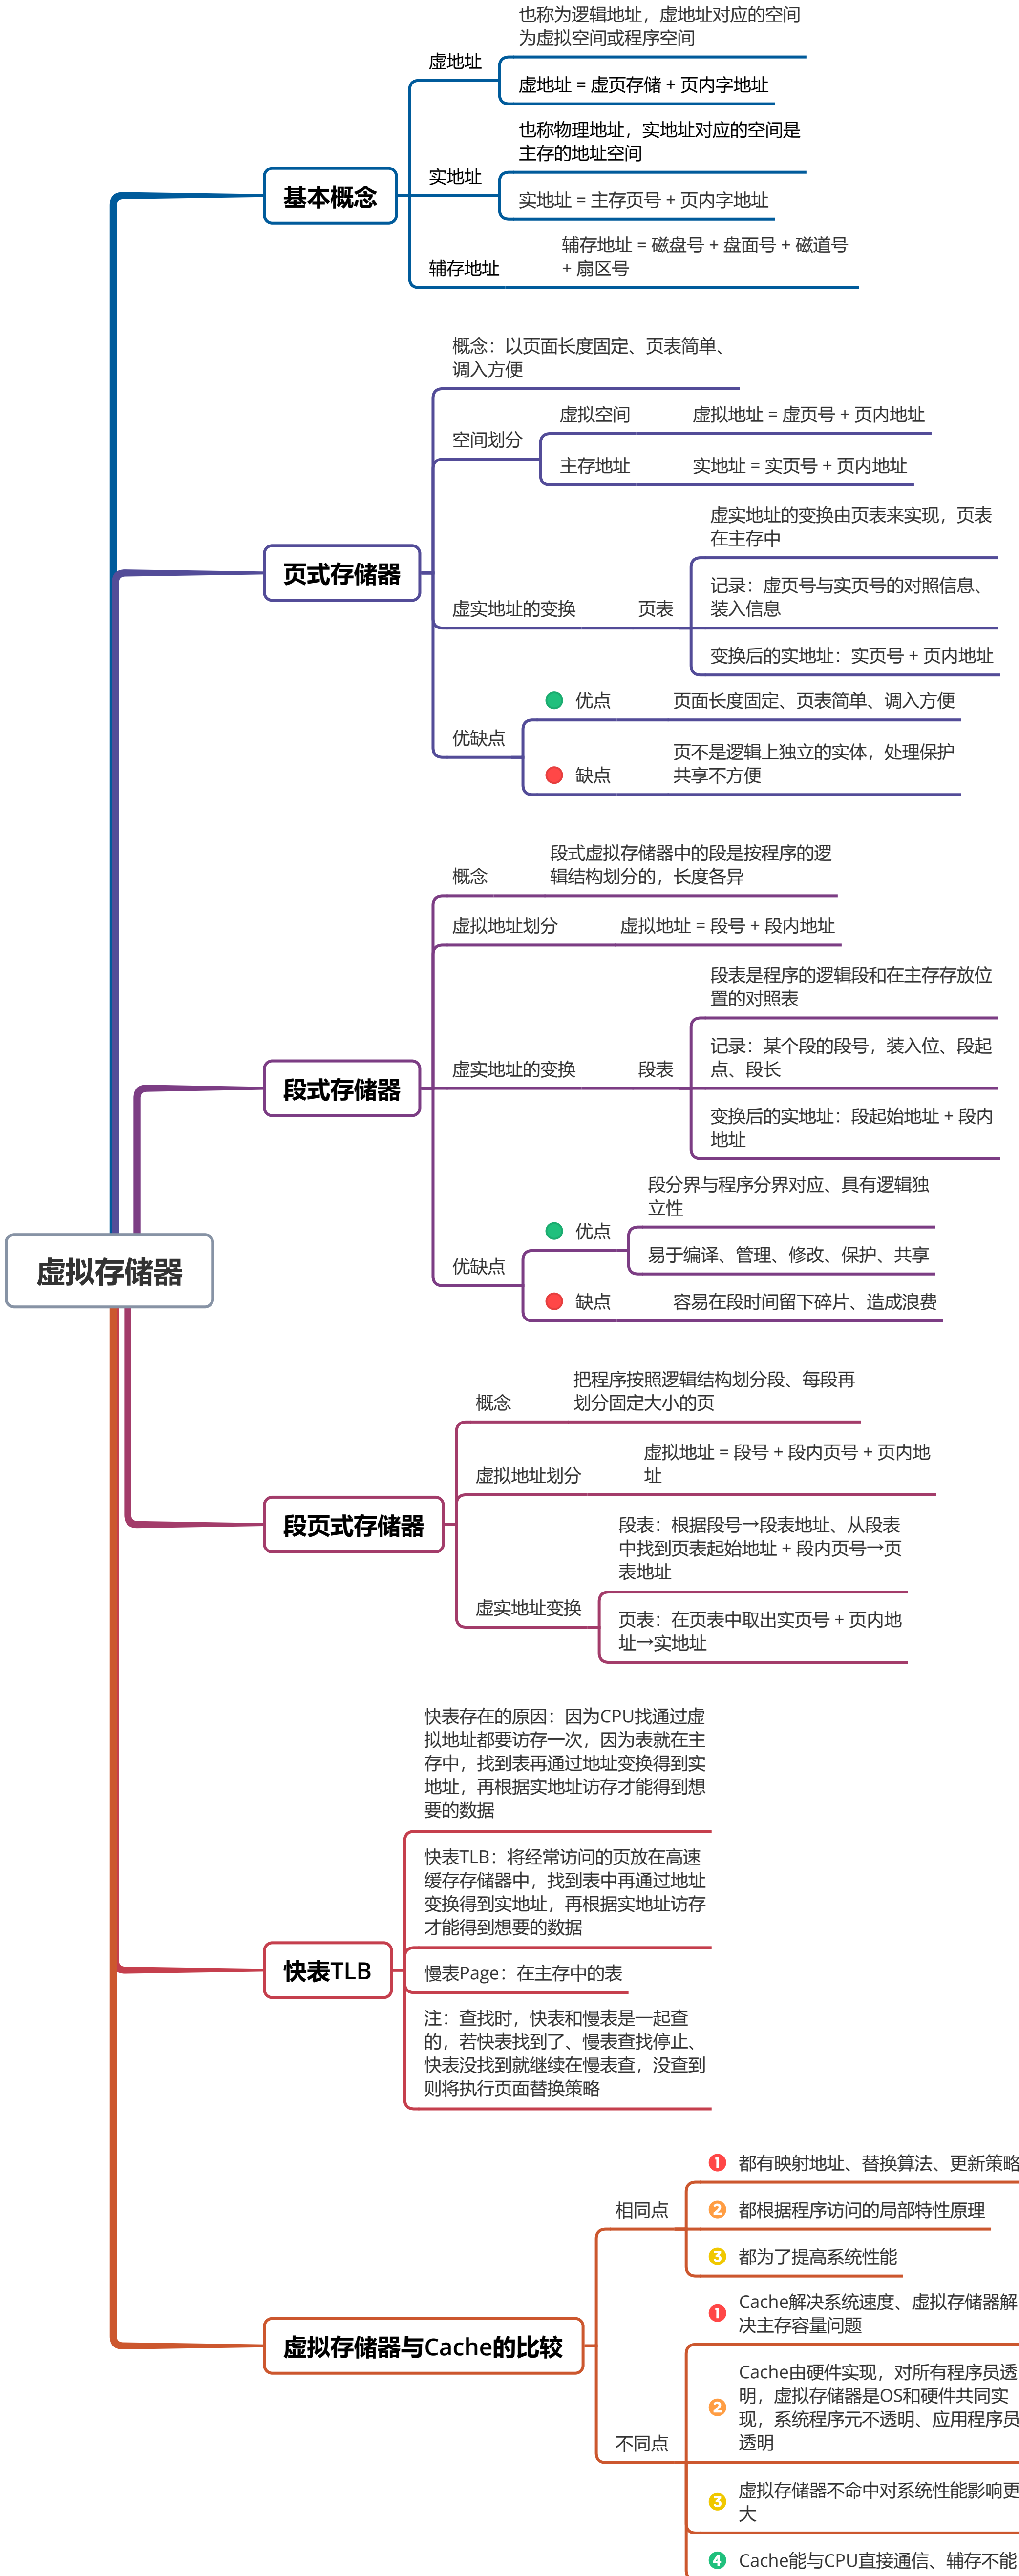 虚拟存储器
基本概念
虚地址
也称为逻辑地址，虚地址对应的空间
为虚拟空间或程序空间
虚地址 = 虚页存储 + 页内字地址
实地址
也称物理地址，实地址对应的空间是
主存的地址空间
实地址 = 主存页号 + 页内字地址
辅存地址
辅存地址 = 磁盘号 + 盘面号 + 磁道号
+ 扇区号
页式存储器
概念：以页面长度固定、页表简单、
调入方便
空间划分
虚拟空间
虚拟地址 = 虚页号 + 页内地址
主存地址
实地址 = 实页号 + 页内地址
虚实地址的变换
页表
虚实地址的变换由页表来实现，页表
在主存中
记录：虚页号与实页号的对照信息、
装入信息
变换后的实地址：实页号 + 页内地址
优缺点
优点
页面长度固定、页表简单、调入方便
缺点
页不是逻辑上独立的实体，处理保护
共享不方便
段式存储器
概念
段式虚拟存储器中的段是按程序的逻
辑结构划分的，长度各异
虚拟地址划分
虚拟地址 = 段号 + 段内地址
虚实地址的变换
段表
段表是程序的逻辑段和在主存存放位
置的对照表
记录：某个段的段号，装入位、段起
点、段长
变换后的实地址：段起始地址 + 段内
地址
优缺点
优点
段分界与程序分界对应、具有逻辑独
立性
易于编译、管理、修改、保护、共享
缺点
容易在段时间留下碎片、造成浪费
段页式存储器
概念
把程序按照逻辑结构划分段、每段再
划分固定大小的页
虚拟地址划分
虚拟地址 = 段号 + 段内页号 + 页内地
址
虚实地址变换
段表：根据段号→段表地址、从段表
中找到页表起始地址 + 段内页号→页
表地址
页表：在页表中取出实页号 + 页内地
址→实地址
快表TLB
快表存在的原因：因为CPU找通过虚
拟地址都要访存一次，因为表就在主
存中，找到表再通过地址变换得到实
地址，再根据实地址访存才能得到想
要的数据
快表TLB：将经常访问的页放在高速
缓存存储器中，找到表中再通过地址
变换得到实地址，再根据实地址访存
才能得到想要的数据
慢表Page：在主存中的表
注：查找时，快表和慢表是一起查
的，若快表找到了、慢表查找停止、
快表没找到就继续在慢表查，没查到
则将执行页面替换策略
虚拟存储器与Cache的比较
相同点
1 都有映射地址、替换算法、更新策略
2 都根据程序访问的局部特性原理
3 都为了提高系统性能
不同点
1 Cache解决系统速度、虚拟存储器解
决主存容量问题
2 Cache由硬件实现，对所有程序员透
明，虚拟存储器是OS和硬件共同实
现，系统程序元不透明、应用程序员
透明
3 虚拟存储器不命中对系统性能影响更
大
4 Cache能与CPU直接通信、辅存不能